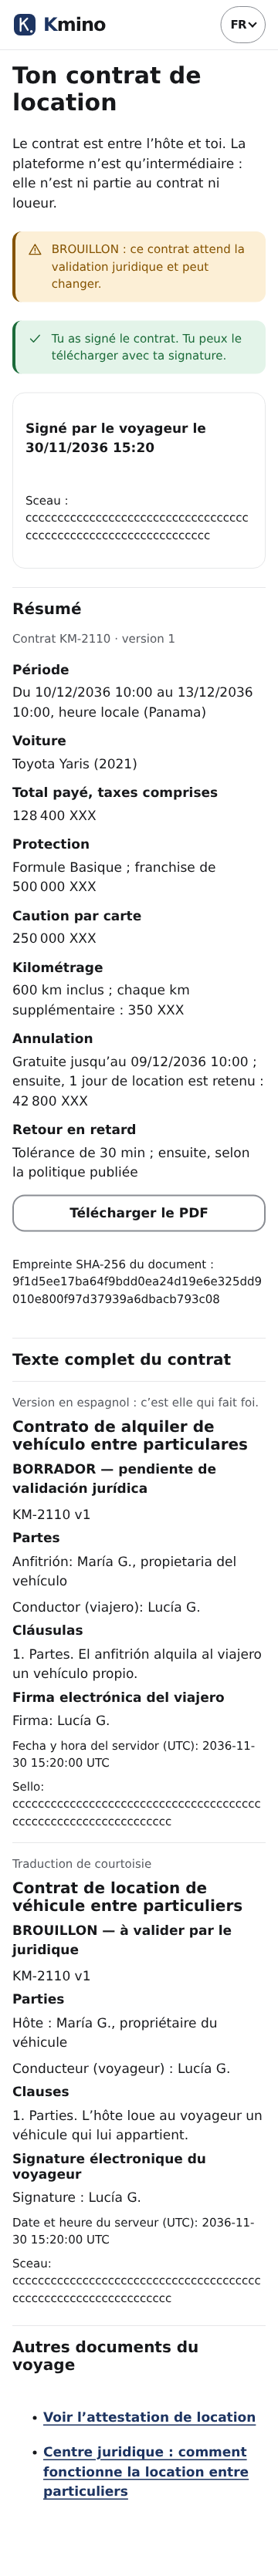 Kmino
FR
Ton contrat de
location
Le contrat est entre l’hôte et toi. La
plateforme n’est qu’intermédiaire :
elle n’est ni partie au contrat ni
loueur.
BROUILLON : ce contrat attend la
validation juridique et peut
changer.
Tu as signé le contrat. Tu peux le
télécharger avec ta signature.
Signé par le voyageur le
30/11/2036 15:20
Sceau :
ccccccccccccccccccccccccccccccccccc
ccccccccccccccccccccccccccccc
Résumé
Contrat KM-2110 · version 1
Période
Du 10/12/2036 10:00 au 13/12/2036
10:00, heure locale (Panama)
Voiture
Toyota Yaris (2021)
Total payé, taxes comprises
128 400 XXX
Protection
Formule Basique ; franchise de
500 000 XXX
Caution par carte
250 000 XXX
Kilométrage
600 km inclus ; chaque km
supplémentaire : 350 XXX
Annulation
Gratuite jusqu’au 09/12/2036 10:00 ;
ensuite, 1 jour de location est retenu :
42 800 XXX
Retour en retard
Tolérance de 30 min ; ensuite, selon
la politique publiée
Télécharger le PDF
Empreinte SHA-256 du document :
9f1d5ee17ba64f9bdd0ea24d19e6e325dd9
010e800f97d37939a6dbacb793c08
Texte complet du contrat
Version en espagnol : c’est elle qui fait foi.
Contrato de alquiler de
vehículo entre particulares
BORRADOR — pendiente de
validación jurídica
KM-2110 v1
Partes
Anfitrión: María G., propietaria del
vehículo
Conductor (viajero): Lucía G.
Cláusulas
1. Partes. El anfitrión alquila al viajero
un vehículo propio.
Firma electrónica del viajero
Firma: Lucía G.
Fecha y hora del servidor (UTC): 2036-11-
30 15:20:00 UTC
Sello:
ccccccccccccccccccccccccccccccccccccccc
ccccccccccccccccccccccccc
Traduction de courtoisie
Contrat de location de
véhicule entre particuliers
BROUILLON — à valider par le
juridique
KM-2110 v1
Parties
Hôte : María G., propriétaire du
véhicule
Conducteur (voyageur) : Lucía G.
Clauses
1. Parties. L’hôte loue au voyageur un
véhicule qui lui appartient.
Signature électronique du
voyageur
Signature : Lucía G.
Date et heure du serveur (UTC): 2036-11-
30 15:20:00 UTC
Sceau:
ccccccccccccccccccccccccccccccccccccccc
ccccccccccccccccccccccccc
Autres documents du
voyage
• Voir l’attestation de location
• Centre juridique : comment
fonctionne la location entre
particuliers